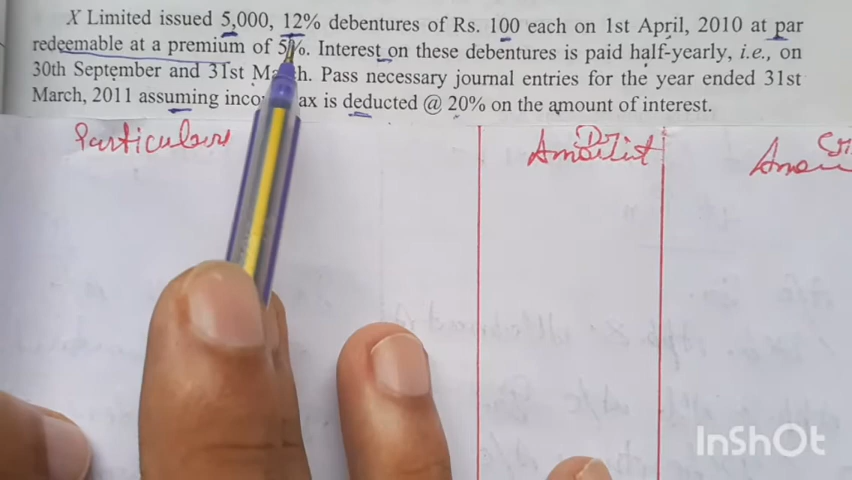 X Limited issued 5,000, 12% debentures of Rs. 100 each on 1st April, 2010 at par
redeemable at a premium of 5%. Interest on these debentures is paid half-yearly, i.e., on
30th September and 31st March. Pass necessary journal entries for the year ended 31st
March, 2011 assuming tax is deducted @ 20% on the amount of interest.
Particulars
Dr
Amount
Cr
InShOt